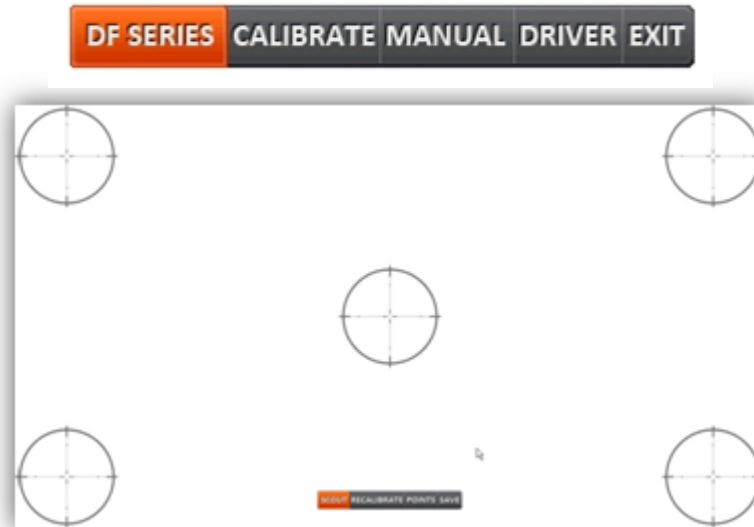 DF SERIES CALIBRATE MANUAL DRIVER EXIT
SCOUT RECALIBRATE POINTS SAVE